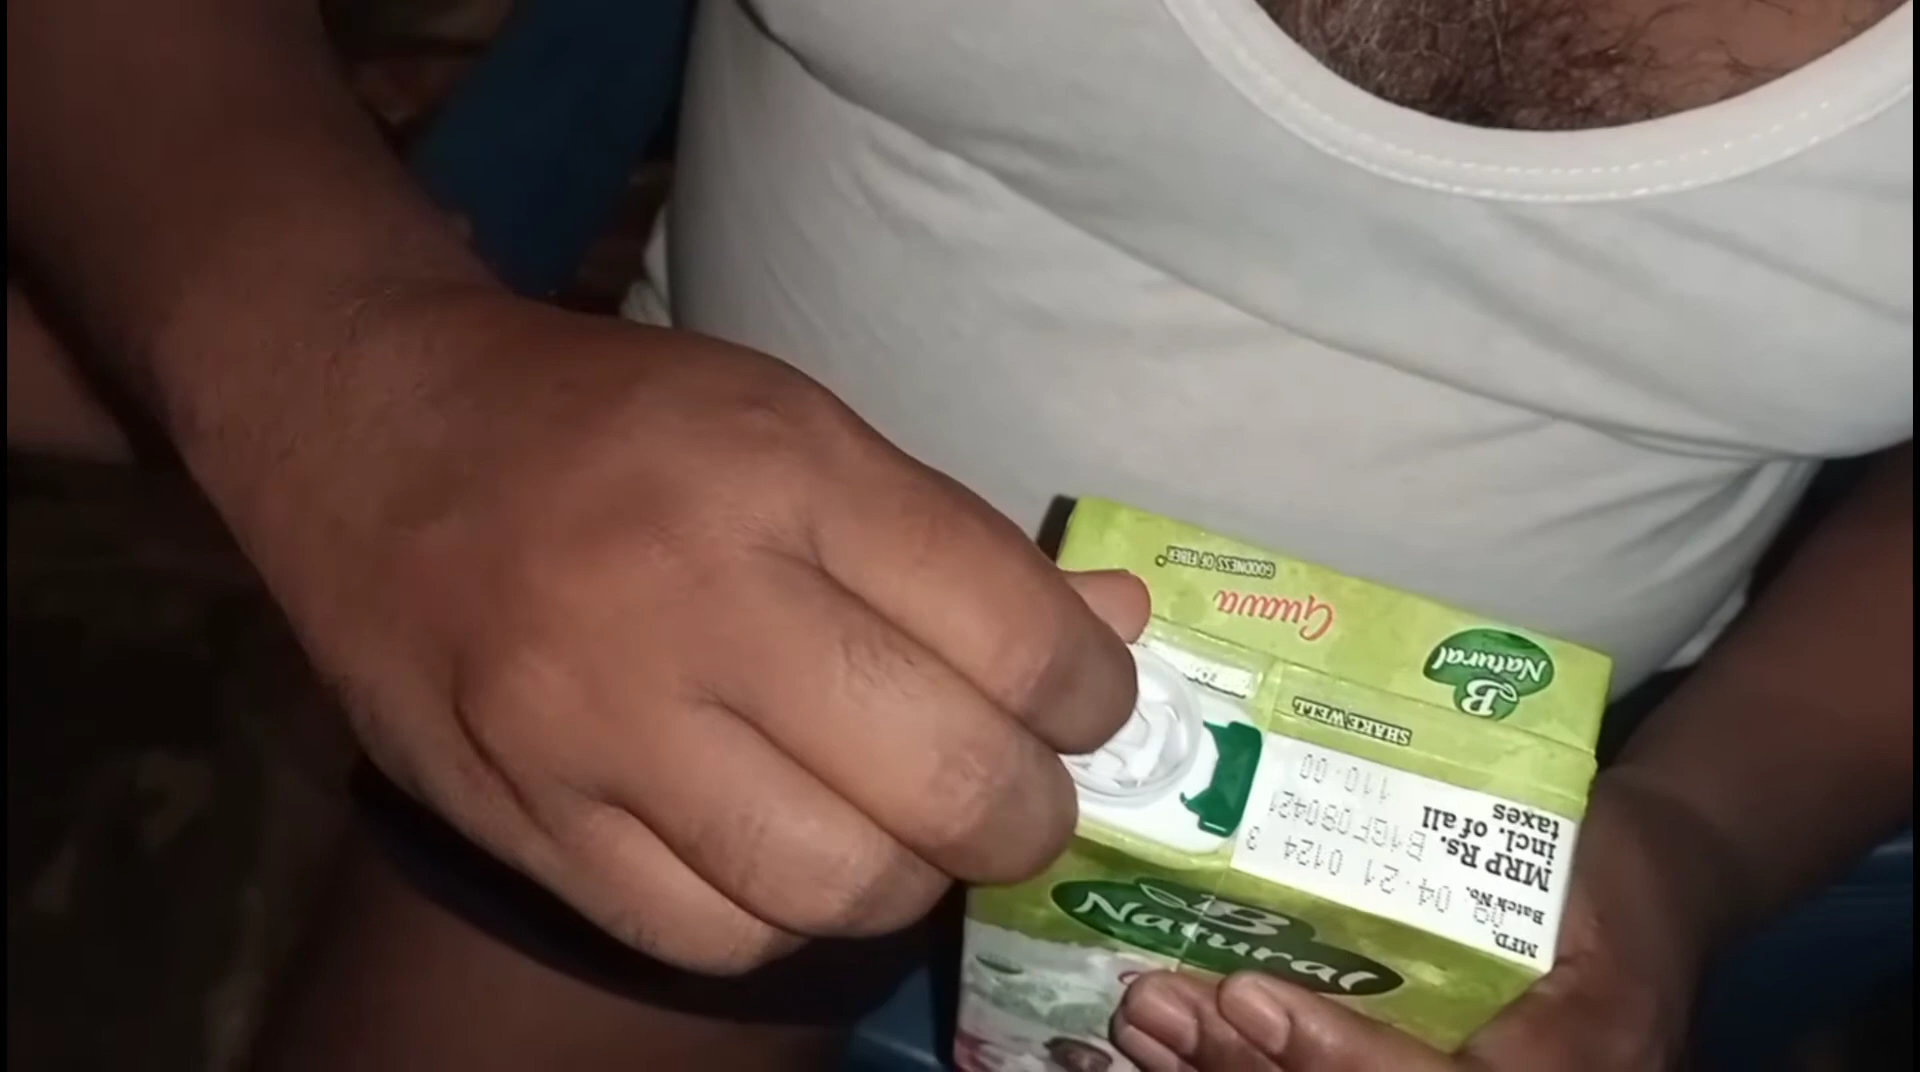 GOODNESS OF FIBER*
Guava
B
Natural
SHAKE WELL
MFD. 09 04.21 0124 3
Batch No. B1GF090421
MRP Rs. 110.00
incl. of all
taxes
B
Natural